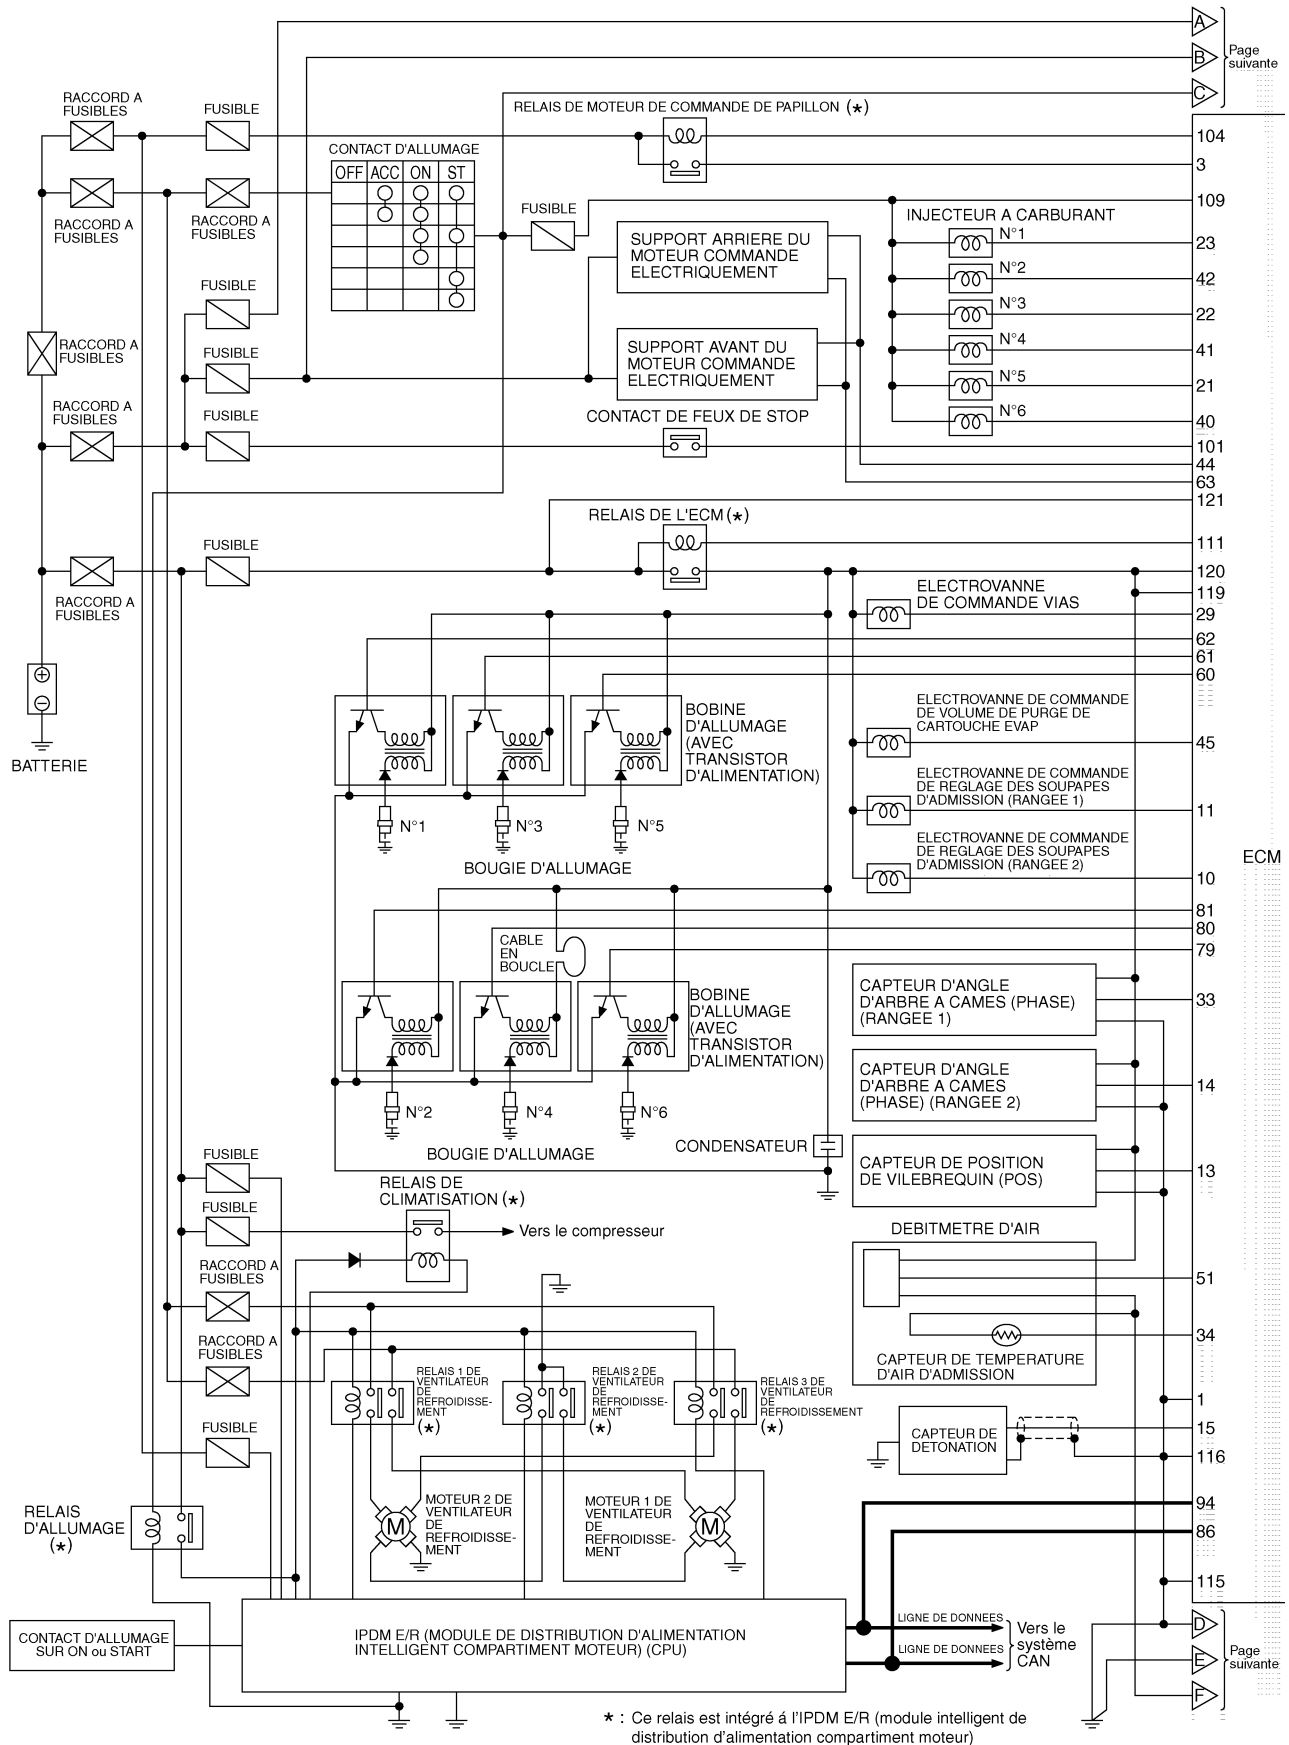 A
B
Page
suivante
C
RACCORD A
FUSIBLES
FUSIBLE
RELAIS DE MOTEUR DE COMMANDE DE PAPILLON (*)
104
CONTACT D'ALLUMAGE
OFF ACC ON ST
3
RACCORD A
FUSIBLES
RACCORD A
FUSIBLES
FUSIBLE
109
INJECTEUR A CARBURANT
SUPPORT ARRIERE DU
MOTEUR COMMANDE
ELECTRIQUEMENT
N°1
23
N°2
42
FUSIBLE
N°3
22
RACCORD A
FUSIBLES
FUSIBLE
SUPPORT AVANT DU
MOTEUR COMMANDE
ELECTRIQUEMENT
N°4
41
N°5
21
RACCORD A
FUSIBLES
FUSIBLE
CONTACT DE FEUX DE STOP
N°6
40
101
44
63
121
RELAIS DE L'ECM (*)
111
FUSIBLE
120
RACCORD A
FUSIBLES
ELECTROVANNE
DE COMMANDE VIAS
119
29
62
61
60
BATTERIE
BOBINE
D'ALLUMAGE
(AVEC
TRANSISTOR
D'ALIMENTATION)
ELECTROVANNE DE COMMANDE
DE VOLUME DE PURGE DE
CARTOUCHE EVAP
45
ELECTROVANNE DE COMMANDE
DE REGLAGE DES SOUPAPES
D'ADMISSION (RANGEE 1)
11
N°1
N°3
N°5
BOUGIE D'ALLUMAGE
ELECTROVANNE DE COMMANDE
DE REGLAGE DES SOUPAPES
D'ADMISSION (RANGEE 2)
10
ECM
81
80
79
CABLE
EN
BOUCLE
BOBINE
D'ALLUMAGE
(AVEC
TRANSISTOR
D'ALIMENTATION)
CAPTEUR D'ANGLE
D'ARBRE A CAMES (PHASE)
(RANGEE 1)
33
CAPTEUR D'ANGLE
D'ARBRE A CAMES
(PHASE) (RANGEE 2)
14
N°2
N°4
N°6
BOUGIE D'ALLUMAGE
CONDENSATEUR
CAPTEUR DE POSITION
DE VILEBREQUIN (POS)
13
FUSIBLE
RELAIS DE
CLIMATISATION (*)
FUSIBLE
Vers le compresseur
DEBITMETRE D'AIR
51
RACCORD A
FUSIBLES
34
CAPTEUR DE TEMPERATURE
D'AIR D'ADMISSION
RACCORD A
FUSIBLES
RELAIS 1 DE
VENTILATEUR
DE
REFROIDISSE-
MENT
(*)
RELAIS 2 DE
VENTILATEUR
DE
REFROIDISSE-
MENT
(*)
RELAIS 3 DE
VENTILATEUR
DE
REFROIDISSEMENT
(*)
1
FUSIBLE
CAPTEUR DE
DETONATION
15
116
RELAIS
D'ALLUMAGE
(*)
MOTEUR 2 DE
VENTILATEUR
DE
REFROIDISSE-
MENT
M
MOTEUR 1 DE
VENTILATEUR
DE
REFROIDISSE-
MENT
M
94
86
115
CONTACT D'ALLUMAGE
SUR ON ou START
IPDM E/R (MODULE DE DISTRIBUTION D'ALIMENTATION
INTELLIGENT COMPARTIMENT MOTEUR) (CPU)
LIGNE DE DONNEES
LIGNE DE DONNEES
Vers le
système
CAN
D
E
F
Page
suivante
* : Ce relais est intégré á l'IPDM E/R (module intelligent de
distribution d'alimentation compartiment moteur)